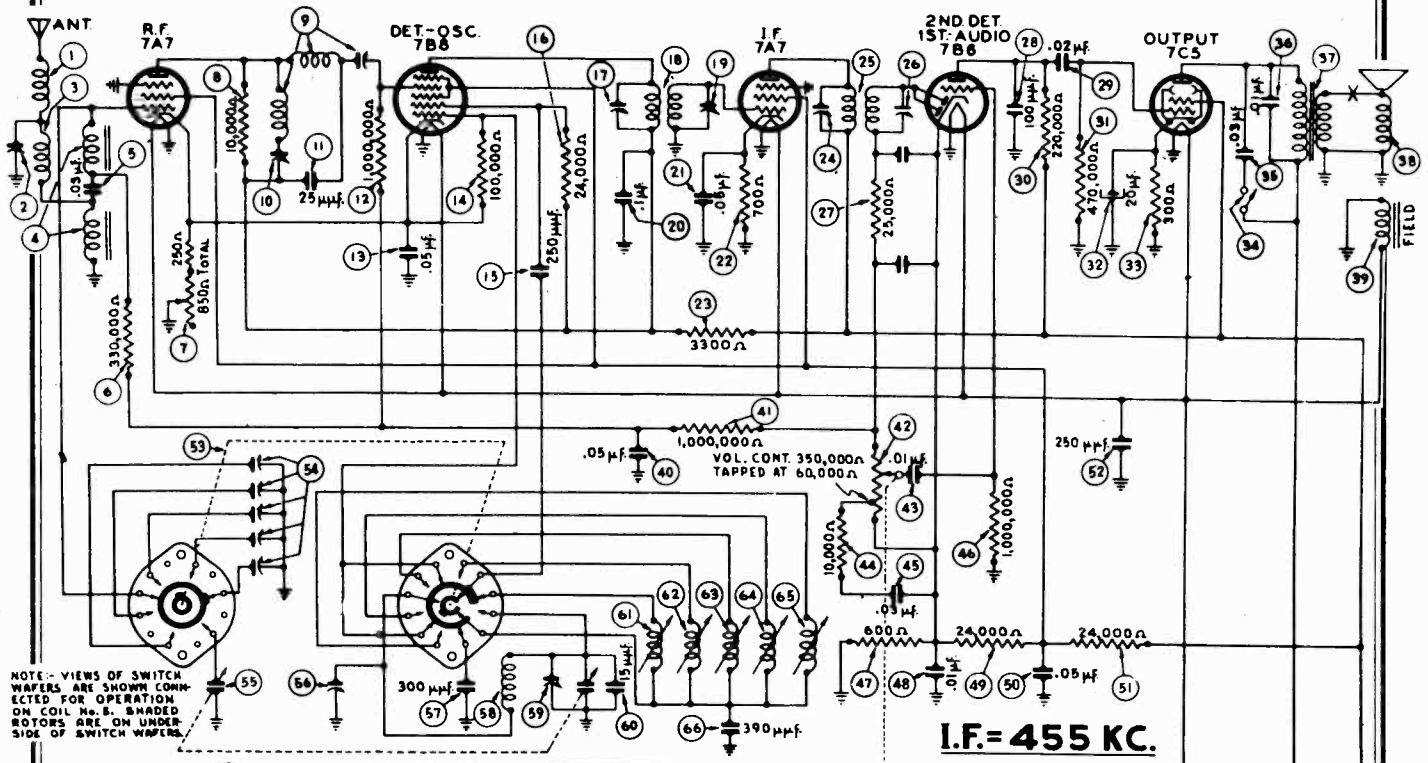 ANT.
R.F.
7A7
DET.-OSC.
7B8
I.F.
7A7
2ND. DET.
1ST.-AUDIO
7B6
OUTPUT
7C5
1
2
3
4
5
.03 µf.
6
330,000Ω
7
250Ω
850Ω TOTAL
8
10,000Ω
9
10
11
25 µµf.
12
1,000,000Ω
13
.05 µf.
14
100,000Ω
15
250 µµf.
16
24,000Ω
17
18
19
20
.1 µf.
21
.05 µf.
22
700Ω
23
3300Ω
24
25
26
27
25,000Ω
28
100 µµf.
.02 µf.
29
30
220,000Ω
31
470,000Ω
32
20 µf.
33
300Ω
34
35
.03 µf.
36
.01 µf.
37
38
39
FIELD
40
.05 µf.
41
1,000,000Ω
42
VOL. CONT. 350,000Ω
TAPPED AT 60,000Ω
.01 µf.
43
44
10,000Ω
45
.03 µf.
46
1,000,000Ω
47
600Ω
48
.01 µf.
49
24,000Ω
50
.05 µf.
51
24,000Ω
250 µµf.
52
53
54
55
56
300 µµf.
57
58
59
60
15 µµf.
61
62
63
64
65
66
390 µµf.
NOTE:- VIEWS OF SWITCH
WAFERS ARE SHOWN CONN-
ECTED FOR OPERATION
ON COIL No. 5. SHADED
ROTORS ARE ON UNDER-
SIDE OF SWITCH WAFERS.
I.F. = 455 KC.